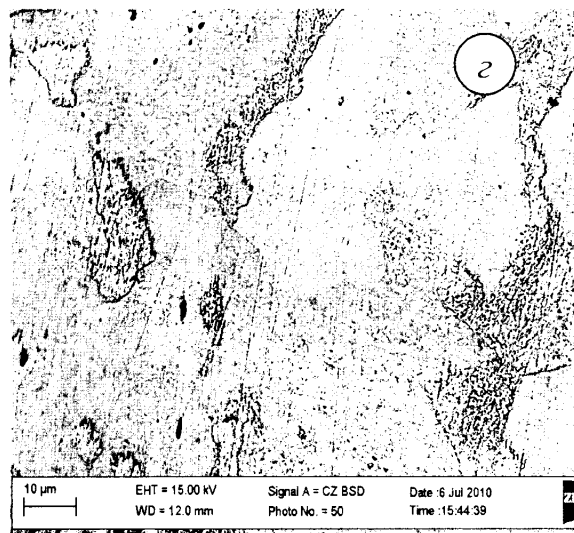 г
10 µm
EHT = 15.00 kV
Signal A = CZ BSD
Date :6 Jul 2010
WD = 12.0 mm
Photo No. = 50
Time :15:44:39